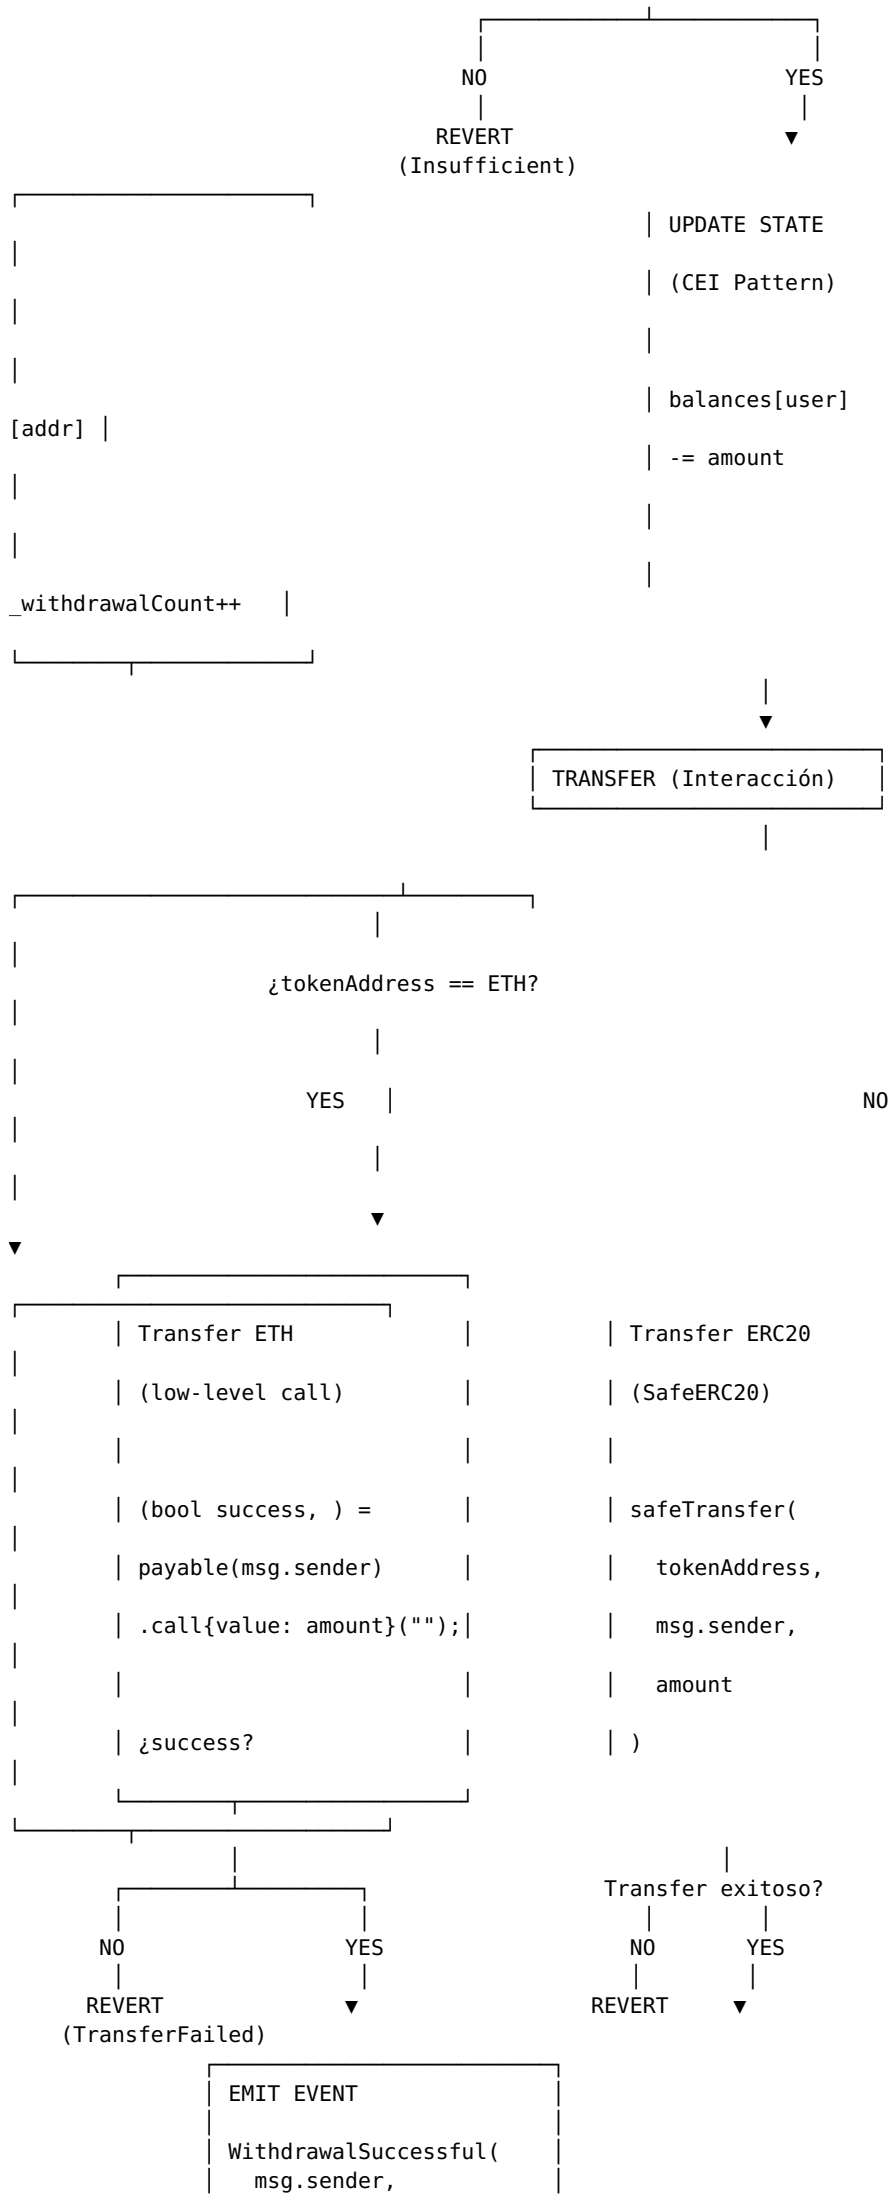 NO YES
REVERT
(Insufficient)
UPDATE STATE
(CEI Pattern)
balances[user]
[addr]
-= amount
_withdrawalCount++
TRANSFER (Interacción)
¿tokenAddress == ETH?
YES NO
Transfer ETH Transfer ERC20
(low-level call) (SafeERC20)
(bool success, ) = safeTransfer(
payable(msg.sender) tokenAddress,
.call{value: amount}(""); msg.sender,
amount
¿success? )
Transfer exitoso?
NO YES NO YES
REVERT REVERT
(TransferFailed)
EMIT EVENT
WithdrawalSuccessful(
msg.sender,